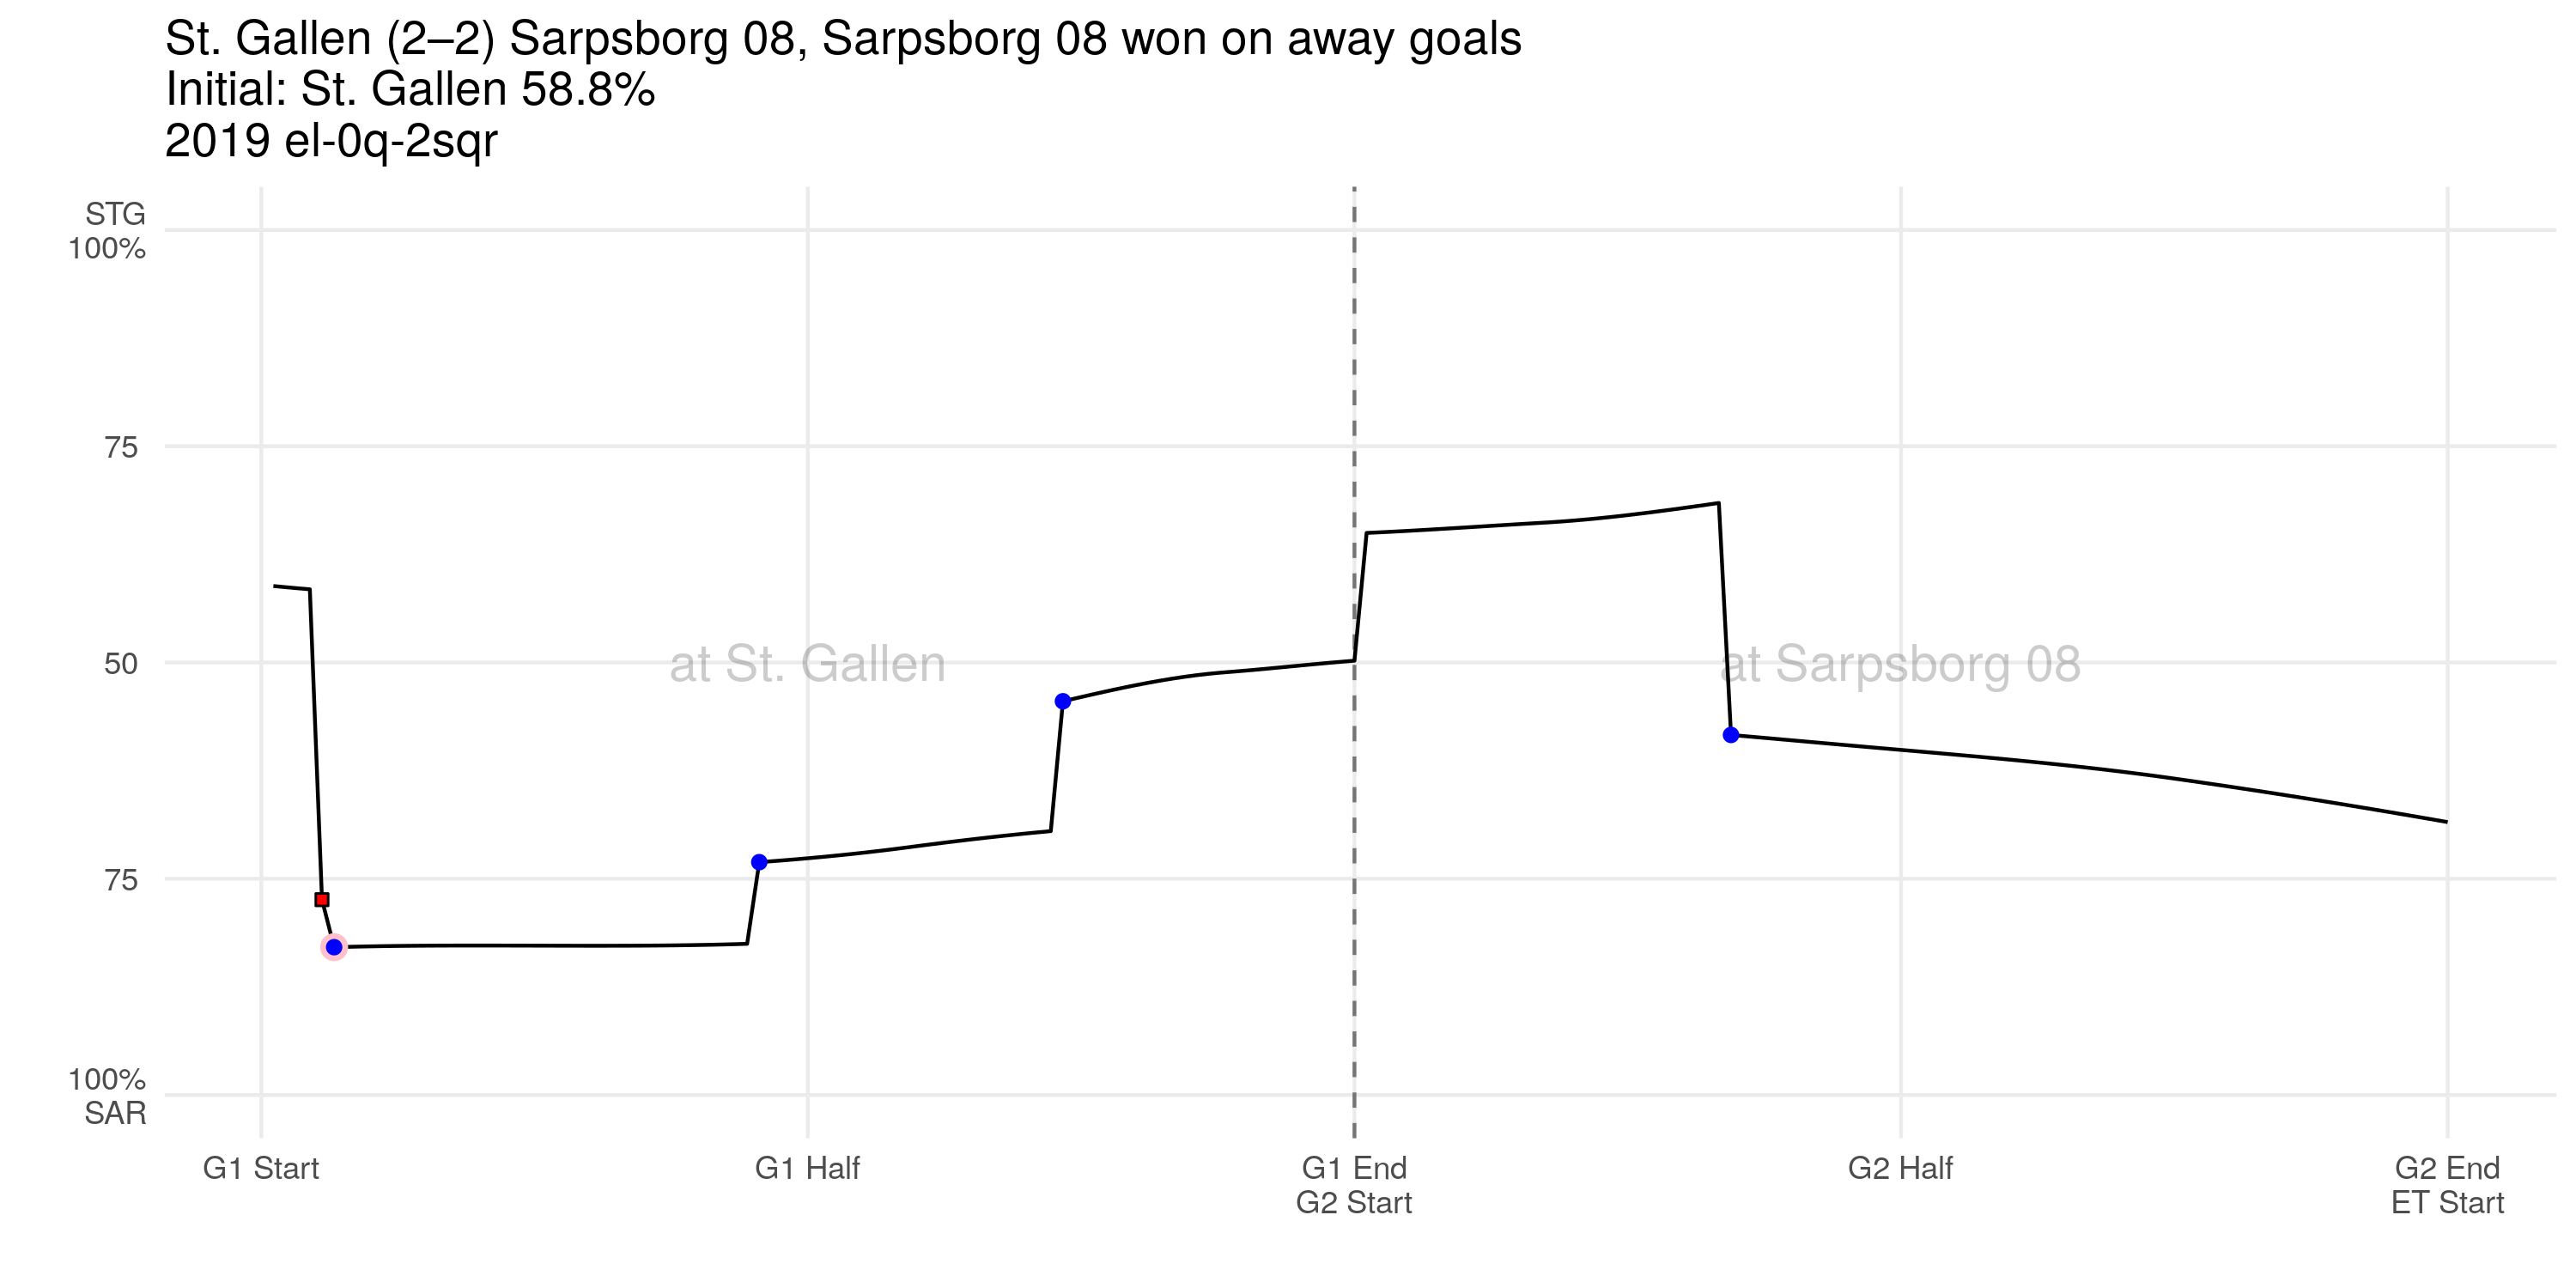 St. Gallen (2–2) Sarpsborg 08, Sarpsborg 08 won on away goals
Initial: St. Gallen 58.8%
2019 el-0q-2sqr
STG
100%
75
50
75
100%
SAR
at St. Gallen
at Sarpsborg 08
G1 Start
G1 Half
G1 End
G2 Start
G2 Half
G2 End
ET Start